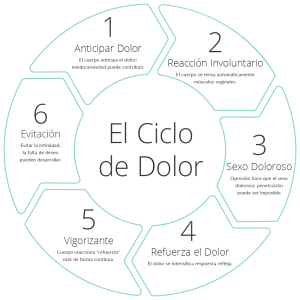 El Ciclo
de Dolor
1
Anticipar Dolor
El cuerpo anticipa el dolor;
miedo/ansiedad puede contribuir.
2
Reacción Involuntario
El cuerpo se tensa automáticamente
músculos vaginales.
3
Sexo Doloroso
Opresión hace que el sexo
doloroso; penetración
puede ser imposible
4
Refuerza el Dolor
El dolor se intensifica respuesta refleja.
5
Vigorizante
Cuerpo reacciona "refuerzos"
más de forma continua
6
Evitación
Evitar la intimidad,
la falta de deseo
pueden desarrollar.